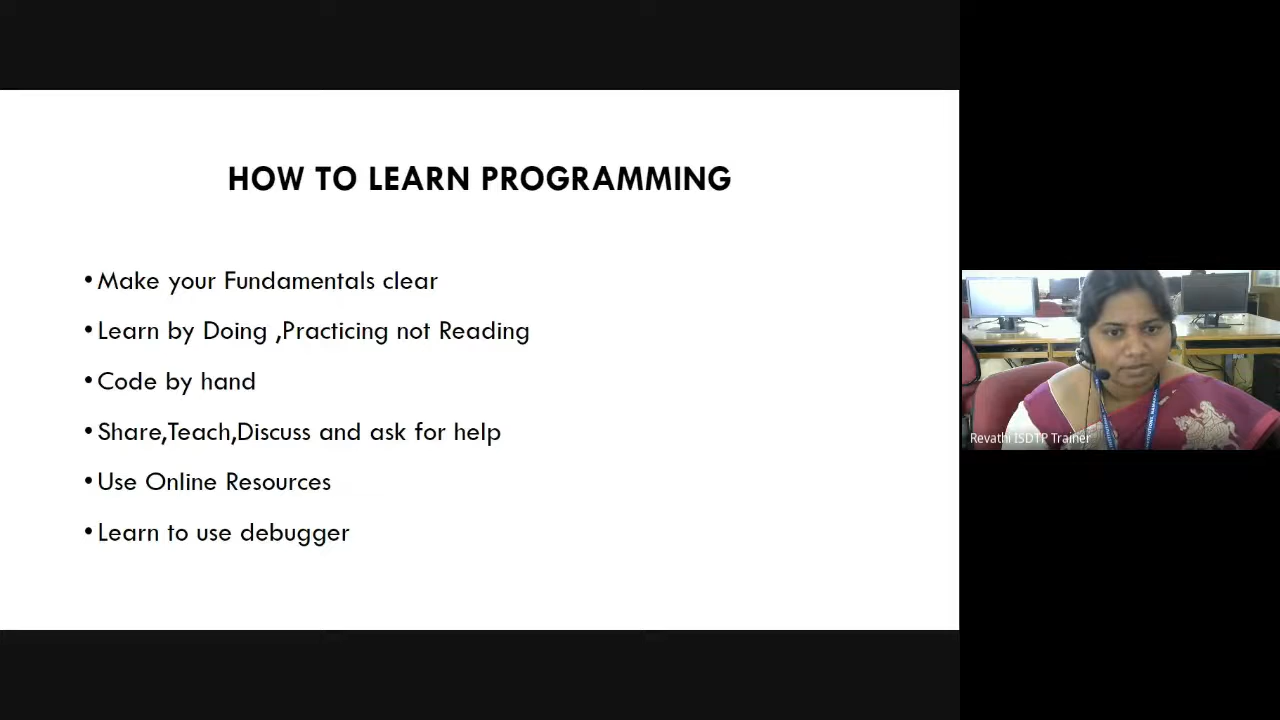 HOW TO LEARN PROGRAMMING
•Make your Fundamentals clear
•Learn by Doing ,Practicing not Reading
•Code by hand
•Share,Teach,Discuss and ask for help
•Use Online Resources
•Learn to use debugger
Revathi ISDTP Trainer